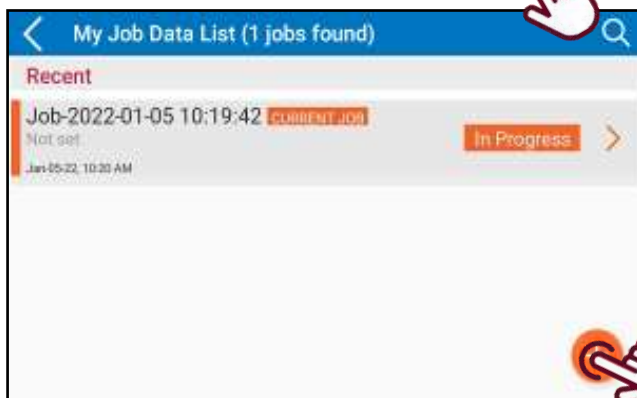 My Job Data List (1 jobs found)
Recent
Job-2022-01-05 10:19:42 CURRENT JOB
Not set
In Progress
Jan-05-22, 10:20 AM